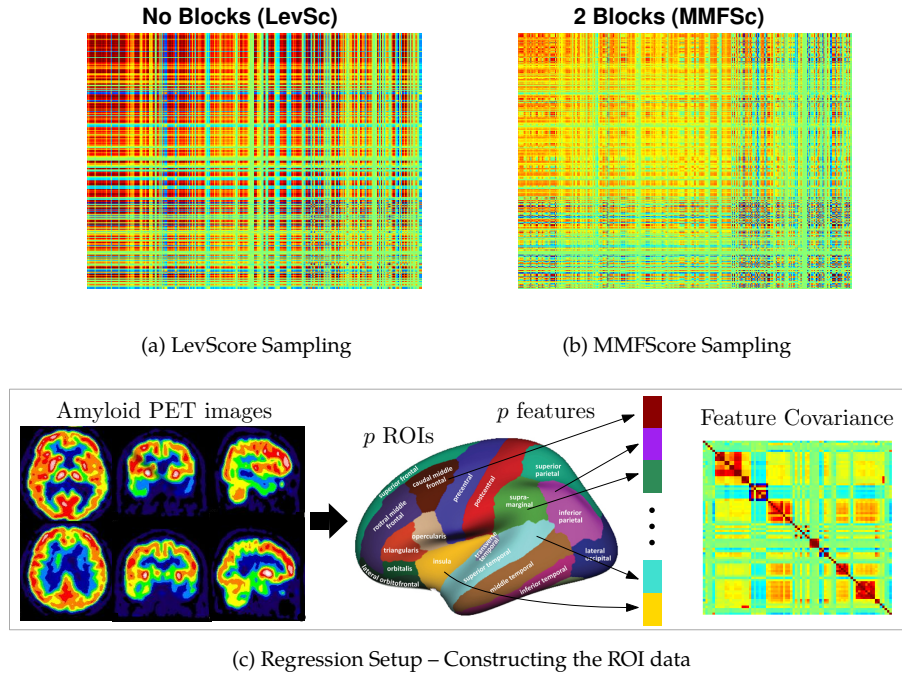 No Blocks (LevSc)
2 Blocks (MMFSc)
(a) LevScore Sampling
(b) MMFScore Sampling
Amyloid PET images
p ROIs
p features
Feature Covariance
superior frontal
caudal middle
frontal
precentral
postcentral
superior
parietal
supra-
marginal
rostral middle
frontal
inferior
parietal
opercularis
triangularis
transverse
temporal
insula
orbitalis
superior temporal
lateral
occipital
lateral orbitofrontal
middle temporal
inferior temporal
(c) Regression Setup – Constructing the ROI data